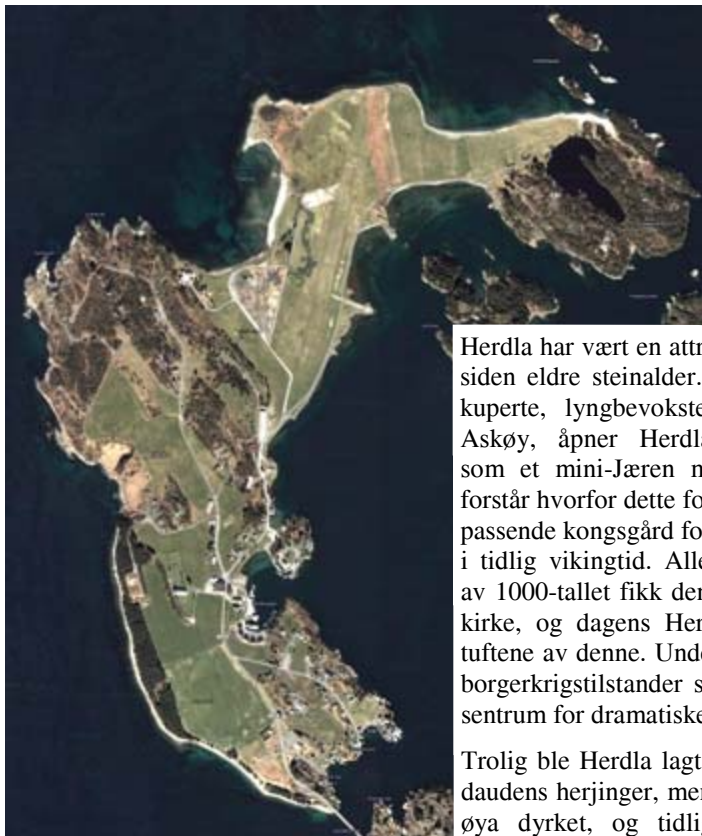 Herdla har vært en attr
siden eldre steinalder.
kuperte, lyngbevokste
Askøy, åpner Herdla
som et mini-Jæren m
forstår hvorfor dette fo
passende kongsgård fo
i tidlig vikingtid. Alle
av 1000-tallet fikk der
kirke, og dagens Her
tuftene av denne. Unde
borgerkrigstilstander s
sentrum for dramatiske
Trolig ble Herdla lagt
daudens herjinger, mer
øya dyrket, og tidlig